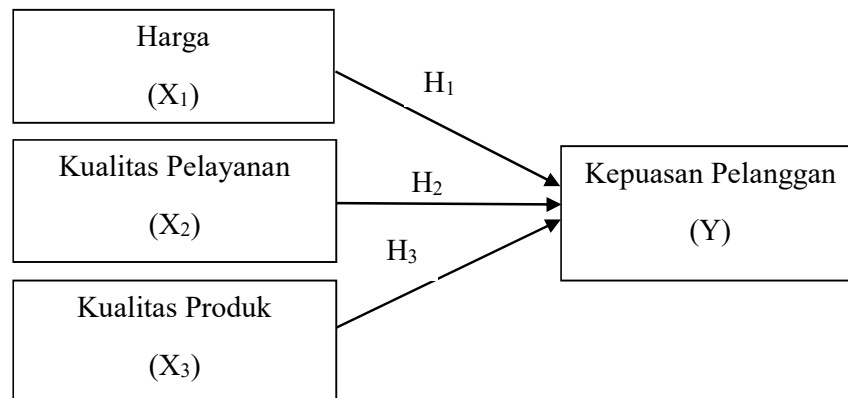 Harga
(X₁)
H₁
Kualitas Pelayanan
(X₂)
H₂
Kepuasan Pelanggan
(Y)
H₃
Kualitas Produk
(X₃)